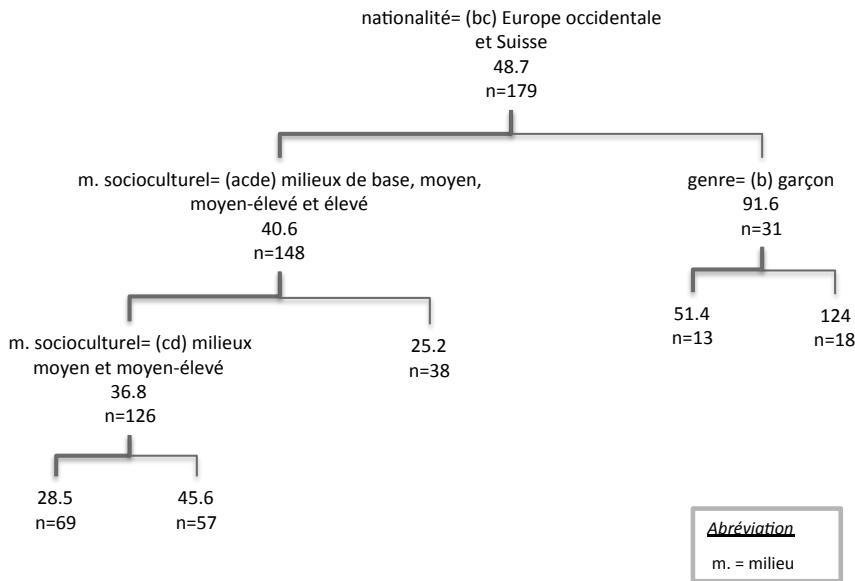 nationalité= (bc) Europe occidentale
et Suisse
48.7
n=179
m. socioculturel= (acde) milieux de base, moyen,
moyen-élevé et élevé
40.6
n=148
genre= (b) garçon
91.6
n=31
m. socioculturel= (cd) milieux
moyen et moyen-élevé
36.8
n=126
25.2
n=38
51.4
n=13
124
n=18
28.5
n=69
45.6
n=57
Abréviation
m. = milieu